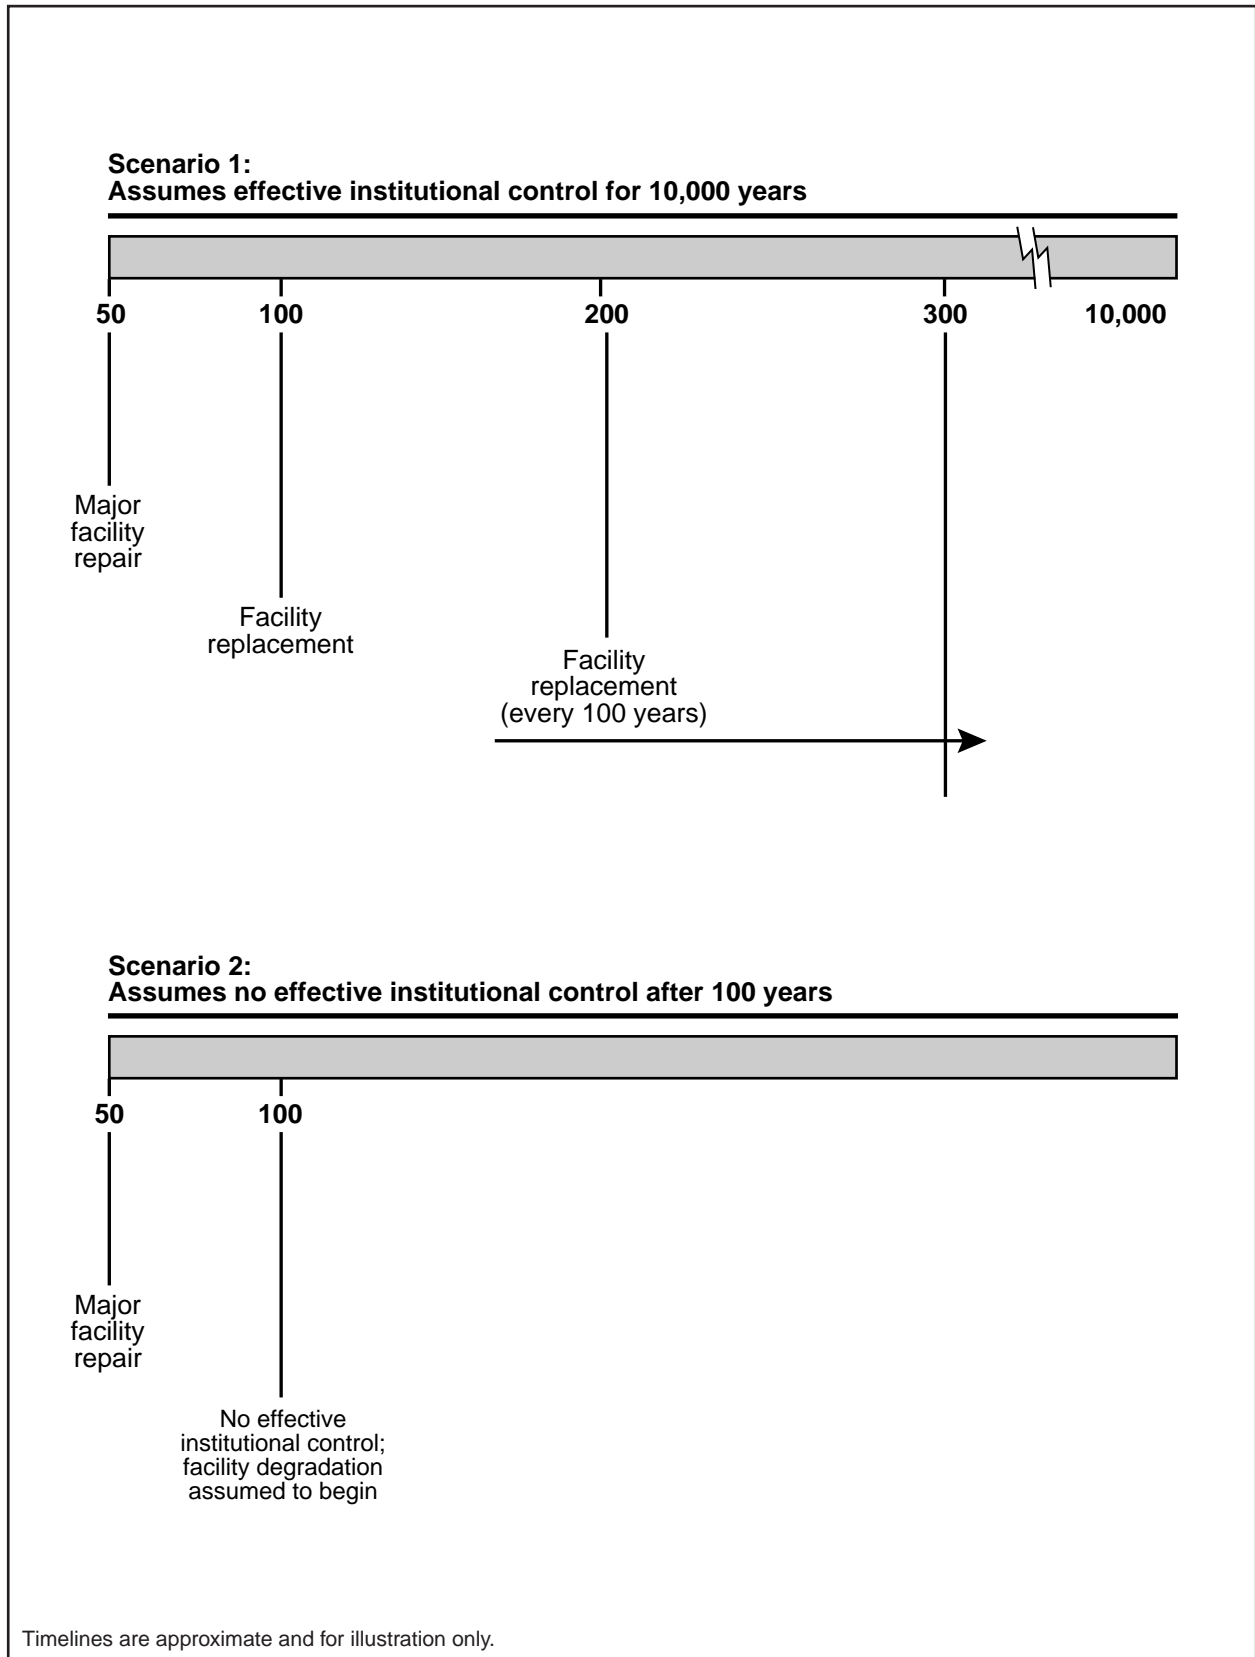 Scenario 1:
Assumes effective institutional control for 10,000 years
50 100 200 300 10,000
Major
facility
repair
Facility
replacement
Facility
replacement
(every 100 years)
Scenario 2:
Assumes no effective institutional control after 100 years
50 100
Major
facility
repair
No effective
institutional control;
facility degradation
assumed to begin
Timelines are approximate and for illustration only.